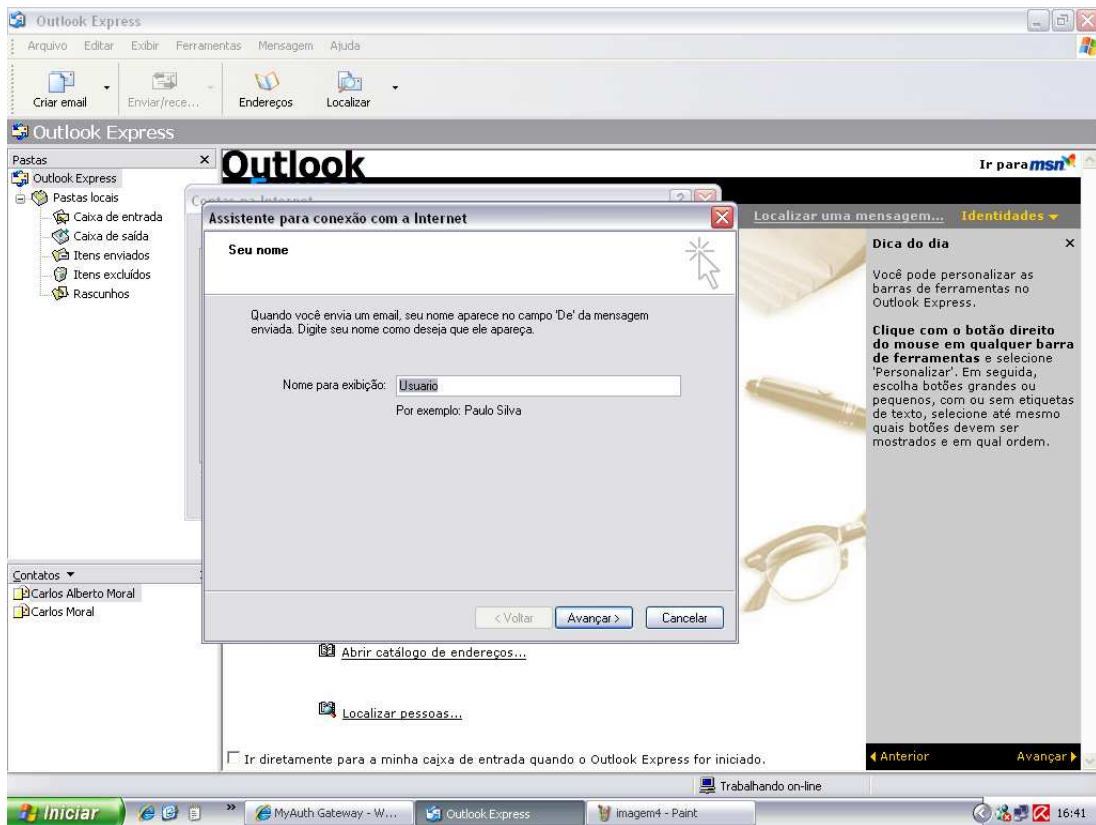 Outlook Express
Arquivo Editar Exibir Ferramentas Mensagem Ajuda
Criar email Enviar/rece... Endereços Localizar
Outlook Express
Pastas
Outlook Express
Pastas locais
Caixa de entrada
Caixa de saída
Itens enviados
Itens excluídos
Rascunhos
Contatos
Carlos Alberto Moral
Carlos Moral
Outlook
Ir para msn
Localizar uma mensagem... Identidades
Assistente para conexão com a Internet
Seu nome
Quando você envia um email, seu nome aparece no campo 'De' da mensagem
enviada. Digite seu nome como deseja que ele apareça.
Nome para exibição: Usuario
Por exemplo: Paulo Silva
< Voltar Avançar > Cancelar
Abrir catálogo de endereços...
Localizar pessoas...
Ir diretamente para a minha caixa de entrada quando o Outlook Express for iniciado.
Dica do dia
Você pode personalizar as
barras de ferramentas no
Outlook Express.
Clique com o botão direito
do mouse em qualquer barra
de ferramentas e selecione
'Personalizar'. Em seguida,
escolha botões grandes ou
pequenos, com ou sem etiquetas
de texto, selecione até mesmo
quais botões devem ser
mostrados e em qual ordem.
Anterior Avançar
Trabalhando on-line
Iniciar MyAuth Gateway - W... Outlook Express imagem4 - Paint 16:41